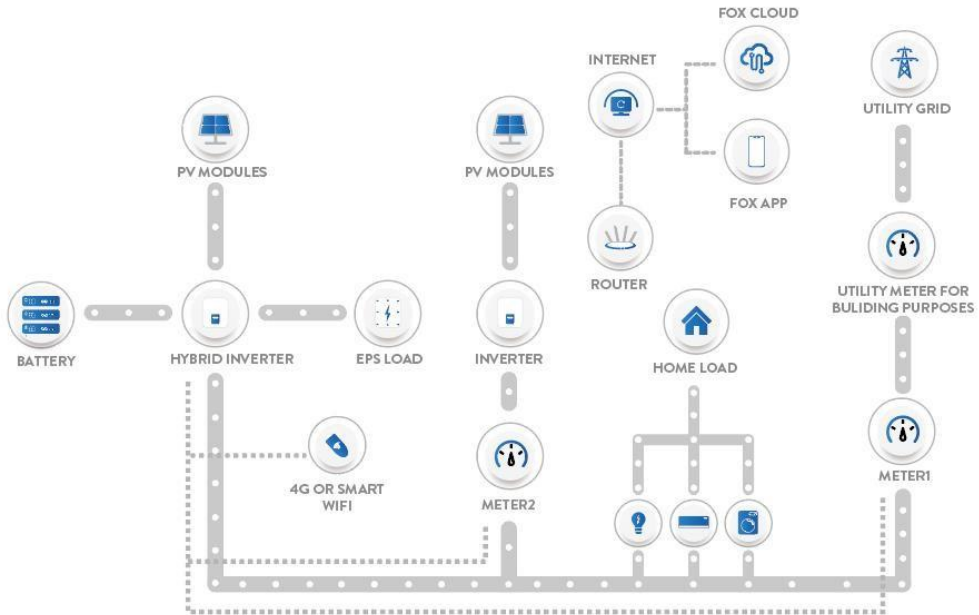 FOX CLOUD
INTERNET
UTILITY GRID
PV MODULES
PV MODULES
FOX APP
ROUTER
UTILITY METER FOR
BULIDING PURPOSES
BATTERY
HYBRID INVERTER
EPS LOAD
INVERTER
HOME LOAD
4G OR SMART
WIFI
METER2
METER1